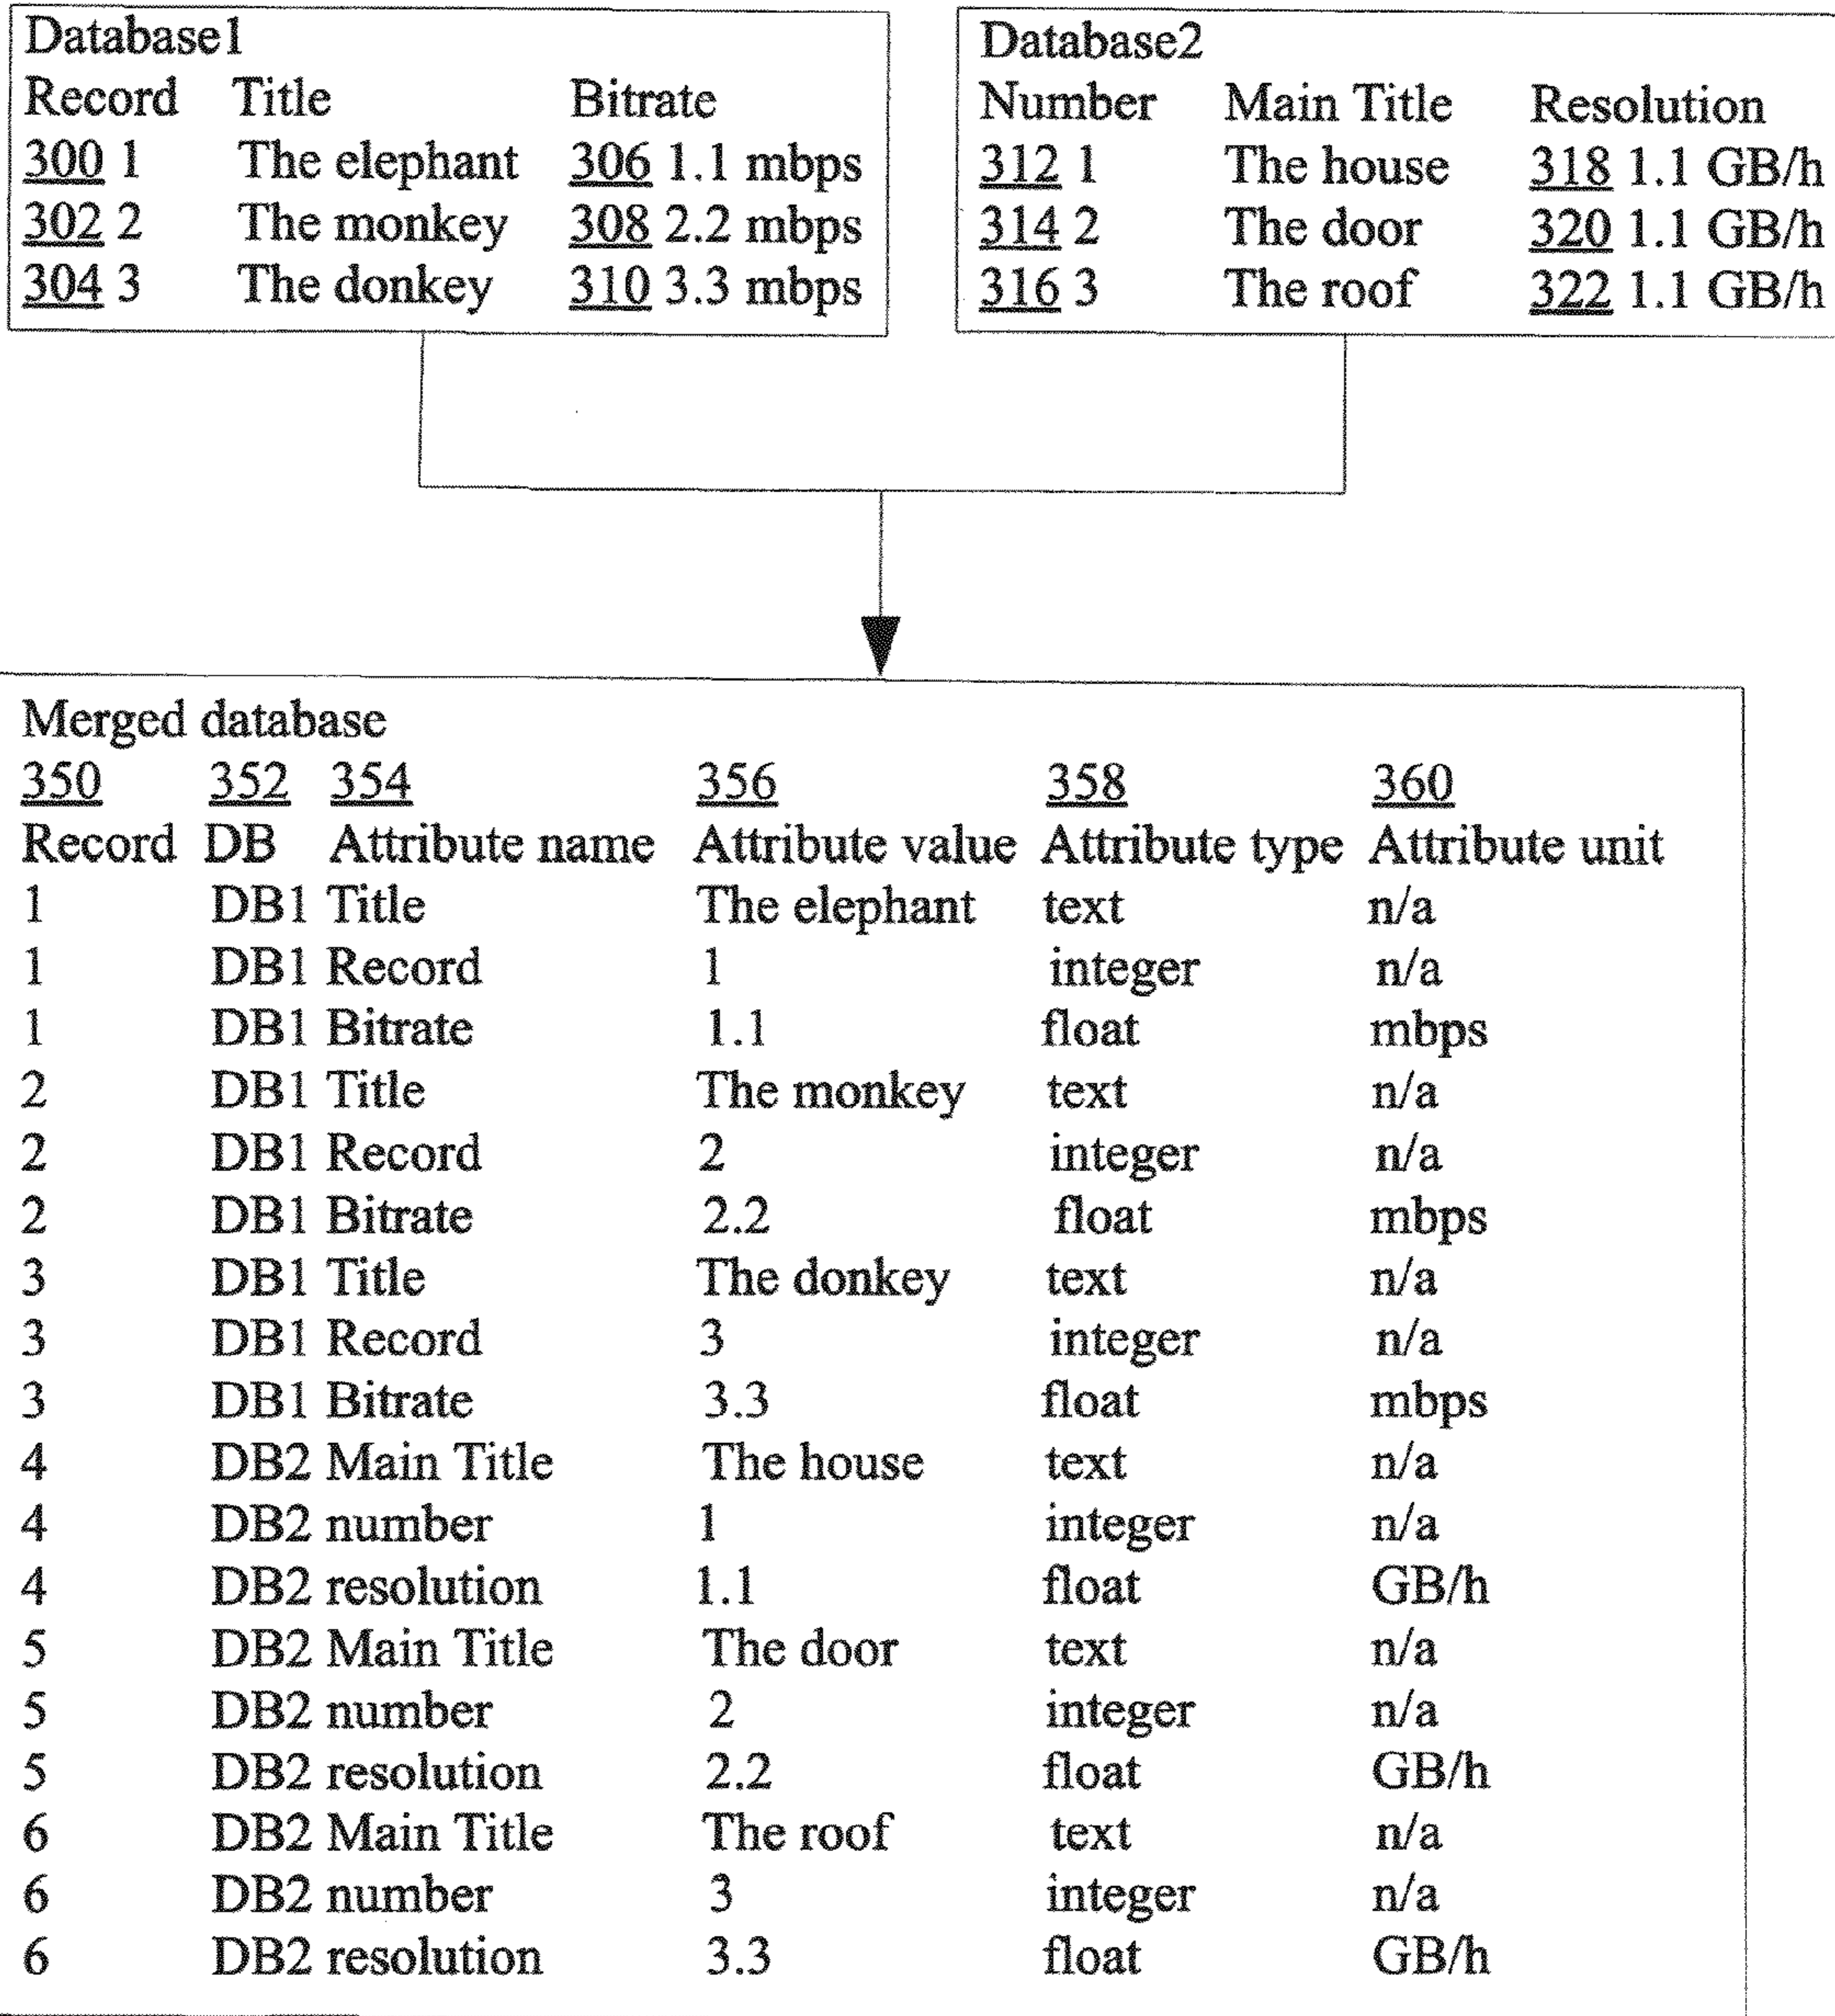 Database1
Record Title Bitrate
300 1 The elephant 306 1.1 mbps
302 2 The monkey 308 2.2 mbps
304 3 The donkey 310 3.3 mbps
Database2
Number Main Title Resolution
312 1 The house 318 1.1 GB/h
314 2 The door 320 1.1 GB/h
316 3 The roof 322 1.1 GB/h
Merged database
350 352 354 356 358 360
Record DB Attribute name Attribute value Attribute type Attribute unit
1 DB1 Title The elephant text n/a
1 DB1 Record 1 integer n/a
1 DB1 Bitrate 1.1 float mbps
2 DB1 Title The monkey text n/a
2 DB1 Record 2 integer n/a
2 DB1 Bitrate 2.2 float mbps
3 DB1 Title The donkey text n/a
3 DB1 Record 3 integer n/a
3 DB1 Bitrate 3.3 float mbps
4 DB2 Main Title The house text n/a
4 DB2 number 1 integer n/a
4 DB2 resolution 1.1 float GB/h
5 DB2 Main Title The door text n/a
5 DB2 number 2 integer n/a
5 DB2 resolution 2.2 float GB/h
6 DB2 Main Title The roof text n/a
6 DB2 number 3 integer n/a
6 DB2 resolution 3.3 float GB/h